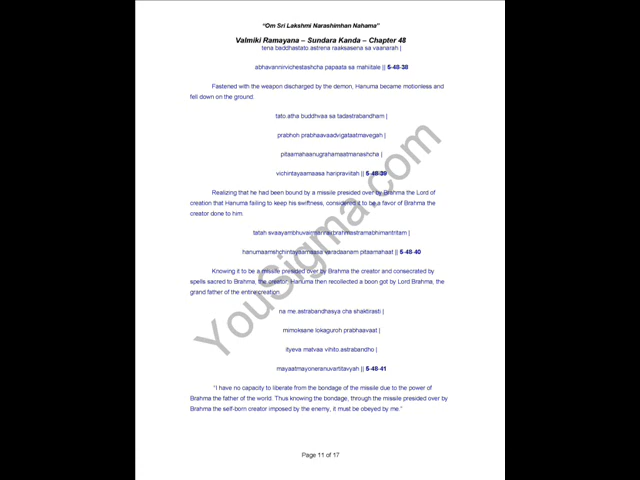 "Om Sri Lakshmi Narashimhan Nahama"
Valmiki Ramayana – Sundara Kanda – Chapter 48
tena baddhastato.astrena raaksasena sa vaanarah |
abhavannirvichestashcha papaata sa mahiitale || 5-48-38
Fastened with the weapon discharged by the demon, Hanuma became motionless and
fell down on the ground.
tato.atha buddhvaa sa tadastrabandham |
prabhoh prabhaavaadvigataatmavegah |
pitaamahaanugrahamaatmanashcha |
vichintayaamaasa haripraviitah || 5-48-39
Realizing that he had been bound by a missile presided over by Brahma the Lord of
creation that Hanuma failing to keep his swiftness, considered it to be a favor of Brahma the
creator done to him.
tatah svaayambhuvairmantraibrahmastramabhimantritam |
hanumaamshchintayaamaasa varadaanam pitaamahaat || 5-48-40
Knowing it to be a missile presided over by Brahma the creator and consecrated by
spells sacred to Brahma, the creator, Hanuma then recollected a boon got by Lord Brahma, the
grand father of the entire creation.
na me.astrabandhasya cha shaktirasti |
mimoksane lokaguroh prabhaavaat |
ityeva matvaa vihito.astrabandho |
mayaatmayoneranuvartitavyah || 5-48-41
"I have no capacity to liberate from the bondage of the missile due to the power of
Brahma the father of the world. Thus knowing the bondage, through the missile presided over by
Brahma the self-born creator imposed by the enemy, it must be obeyed by me."
Page 11 of 17
YouSigma.com